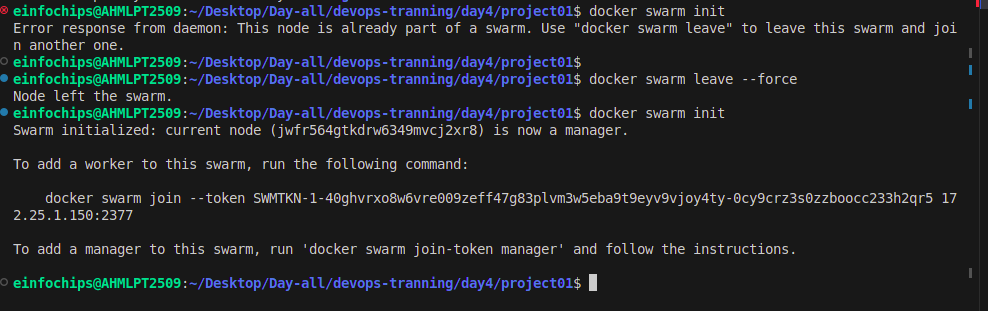 einfochips@AHMLPT2509:~/Desktop/Day-all/devops-tranning/day4/project01$ docker swarm init
Error response from daemon: This node is already part of a swarm. Use "docker swarm leave" to leave this swarm and joi
n another one.
einfochips@AHMLPT2509:~/Desktop/Day-all/devops-tranning/day4/project01$
einfochips@AHMLPT2509:~/Desktop/Day-all/devops-tranning/day4/project01$ docker swarm leave --force
Node left the swarm.
einfochips@AHMLPT2509:~/Desktop/Day-all/devops-tranning/day4/project01$ docker swarm init
Swarm initialized: current node (jwfr564gtkdrw6349mvcj2xr8) is now a manager.

To add a worker to this swarm, run the following command:

    docker swarm join --token SWMTKN-1-40ghvrxo8w6vre009zeff47g83plvm3w5eba9t9eyv9vjoy4ty-0cy9crz3s0zzboocc233h2qr5 17
2.25.1.150:2377

To add a manager to this swarm, run 'docker swarm join-token manager' and follow the instructions.

einfochips@AHMLPT2509:~/Desktop/Day-all/devops-tranning/day4/project01$